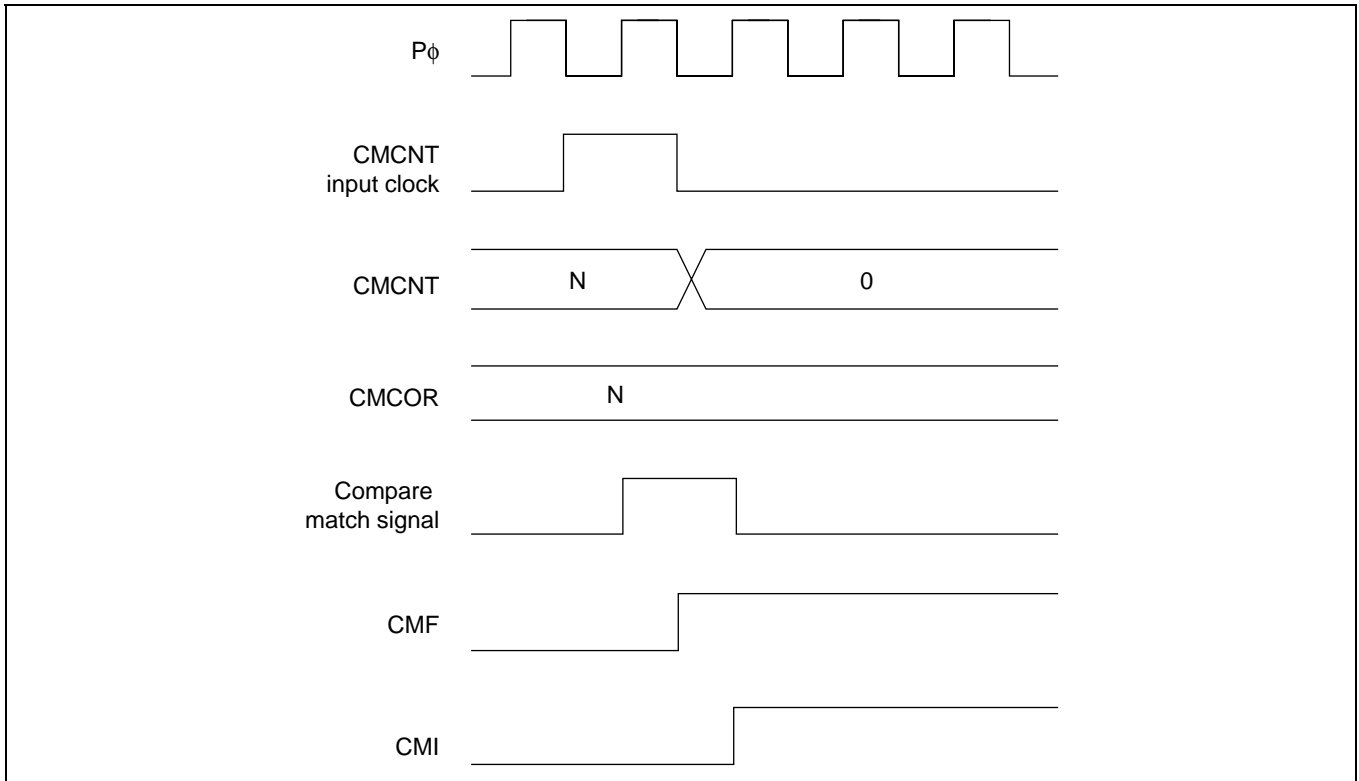 Pϕ
CMCNT
input clock
CMCNT
N
0
CMCOR
N
Compare
match signal
CMF
CMI